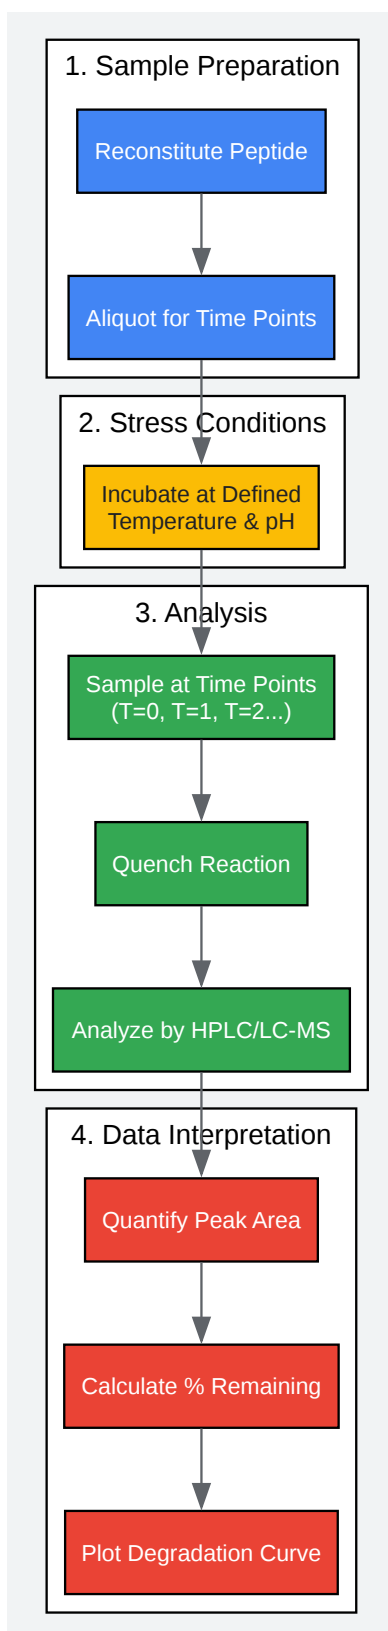 1. Sample Preparation
Reconstitute Peptide
Aliquot for Time Points
2. Stress Conditions
Incubate at Defined
Temperature & pH
3. Analysis
Sample at Time Points
(T=0, T=1, T=2...)
Quench Reaction
Analyze by HPLC/LC-MS
4. Data Interpretation
Quantify Peak Area
Calculate % Remaining
Plot Degradation Curve